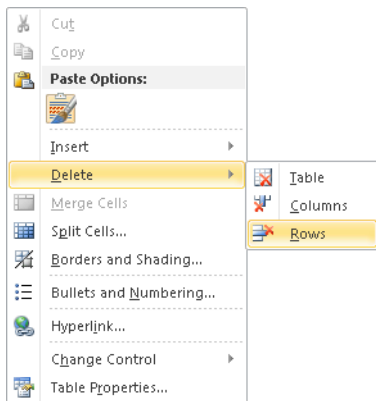 Cut
Copy
Paste Options:
Insert
Delete
Merge Cells
Split Cells...
Borders and Shading...
Bullets and Numbering...
Hyperlink...
Change Control
Table Properties...
Table
Columns
Rows